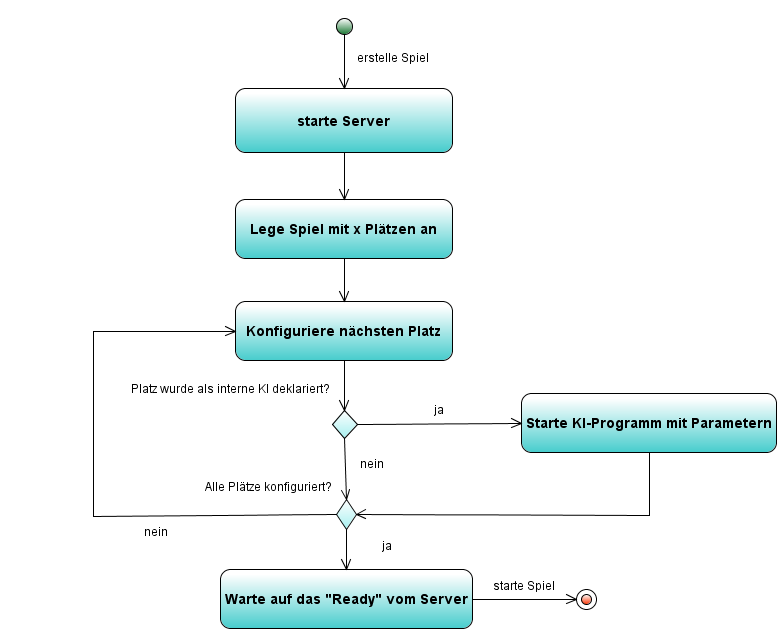 erstelle Spiel
starte Server
Lege Spiel mit x Plätzen an
Konfiguriere nächsten Platz
Platz wurde als interne KI deklariert?
ja
Starte KI-Programm mit Parametern
nein
Alle Plätze konfiguriert?
nein
ja
Warte auf das "Ready" vom Server
starte Spiel